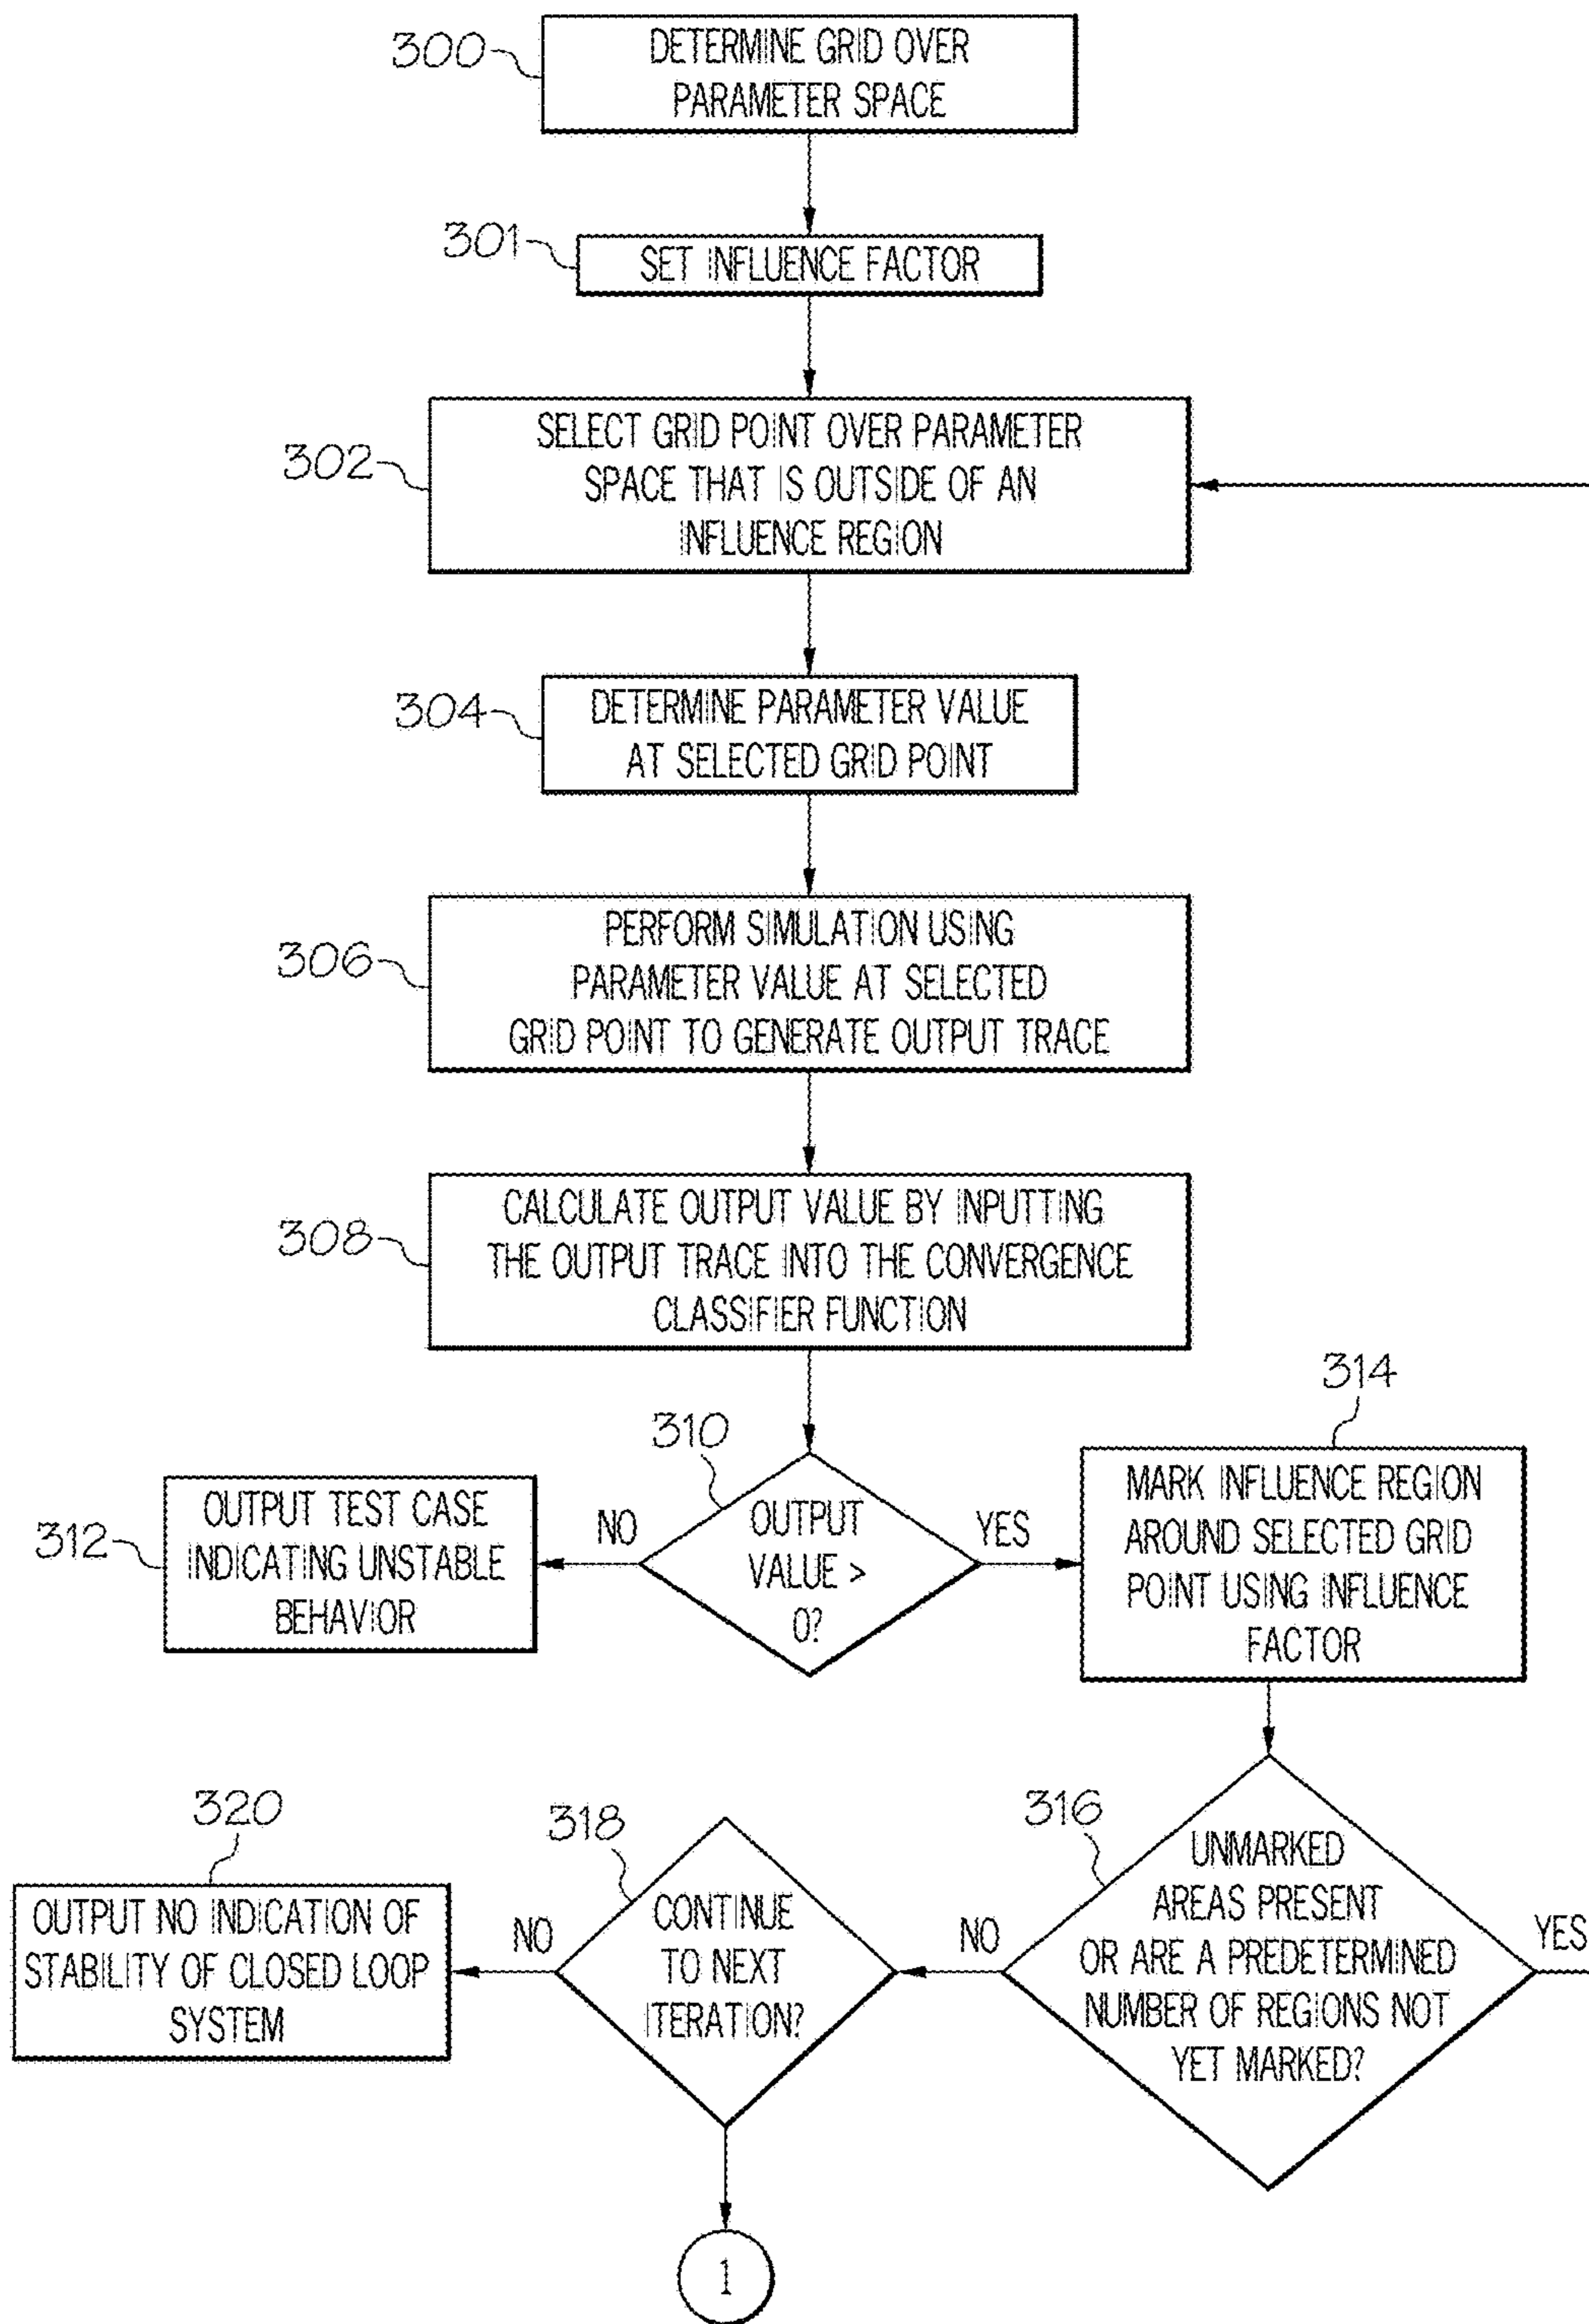 300
DETERMINE GRID OVER
PARAMETER SPACE
301
SET INFLUENCE FACTOR
302
SELECT GRID POINT OVER PARAMETER
SPACE THAT IS OUTSIDE OF AN
INFLUENCE REGION
304
DETERMINE PARAMETER VALUE
AT SELECTED GRID POINT
306
PERFORM SIMULATION USING
PARAMETER VALUE AT SELECTED
GRID POINT TO GENERATE OUTPUT TRACE
308
CALCULATE OUTPUT VALUE BY INPUTTING
THE OUTPUT TRACE INTO THE CONVERGENCE
CLASSIFIER FUNCTION
310
OUTPUT
VALUE >
0?
NO
YES
312
OUTPUT TEST CASE
INDICATING UNSTABLE
BEHAVIOR
314
MARK INFLUENCE REGION
AROUND SELECTED GRID
POINT USING INFLUENCE
FACTOR
316
UNMARKED
AREAS PRESENT
OR ARE A PREDETERMINED
NUMBER OF REGIONS NOT
YET MARKED?
YES
NO
318
CONTINUE
TO NEXT
ITERATION?
NO
320
OUTPUT NO INDICATION OF
STABILITY OF CLOSED LOOP
SYSTEM
1